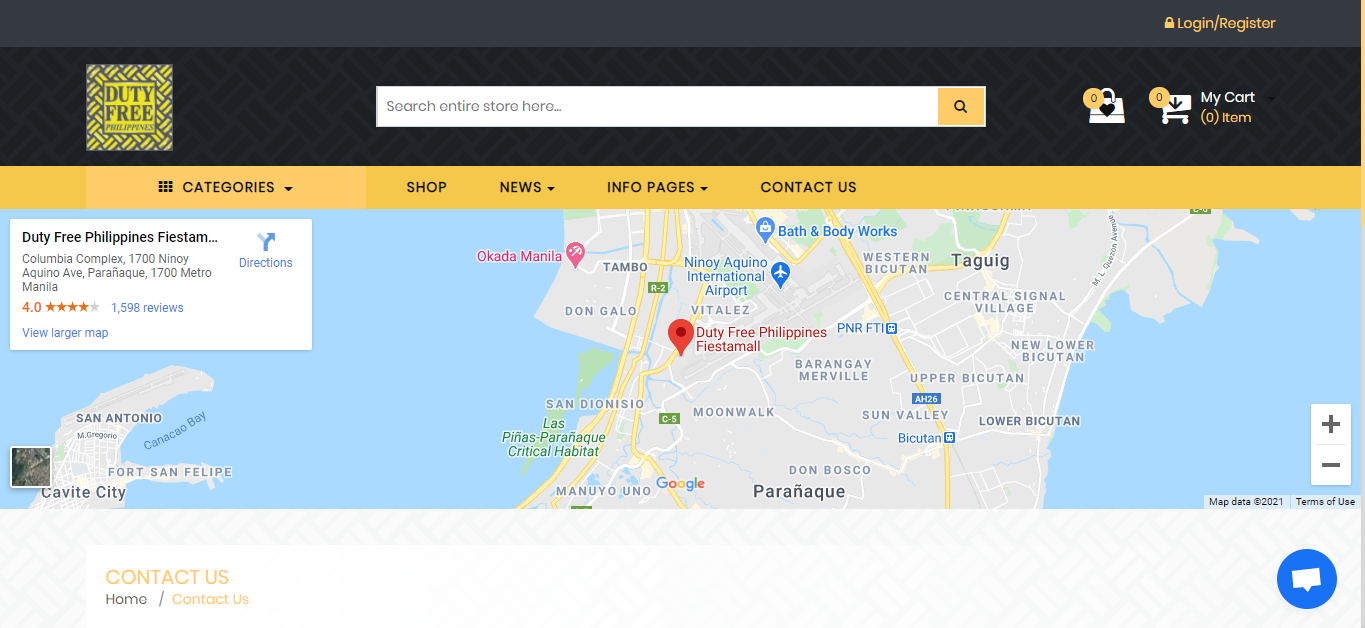 Login/Register
DUTY
FREE
PHILIPPINES
Search entire store here...
0
0
My Cart
(0) Item
CATEGORIES
SHOP
NEWS
INFO PAGES
CONTACT US
Duty Free Philippines Fiestam...
Columbia Complex, 1700 Ninoy
Aquino Ave, Parañaque, 1700 Metro
Manila
4.0
1,598 reviews
View larger map
Directions
Okada Manila
TAMBO
R-2
DON GALO
Bath & Body Works
Ninoy Aquino
International
Airport
VITALEZ
WESTERN
BICUTAN
Taguig
M. L. Quezon Avenue
CENTRAL SIGNAL
VILLAGE
Duty Free Philippines
Fiestamall
PNR FTI
NEW LOWER
BICUTAN
BARANGAY
MERVILLE
UPPER BICUTAN
AH26
SAN DIONISIO
C-5
MOONWALK
SUN VALLEY
LOWER BICUTAN
Las
Piñas-Parañaque
Critical Habitat
Bicutan
SAN ANTONIO
M.Gregorio
Canacao Bay
FORT SAN FELIPE
Cavite City
DON BOSCO
Google
MANUYO UNO
Parañaque
Map data ©2021
Terms of Use
CONTACT US
Home / Contact Us